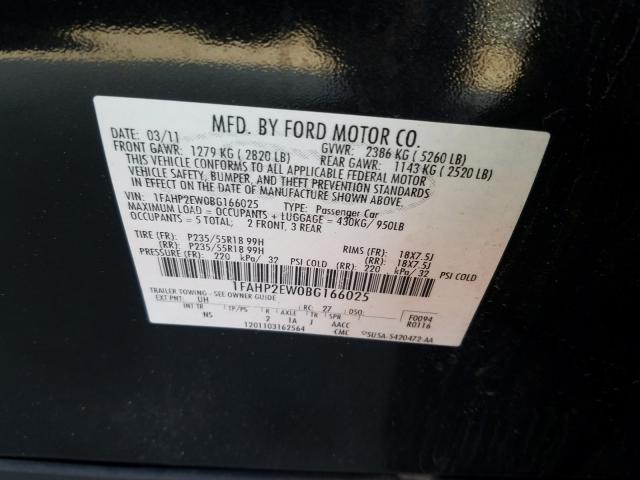 MFD. BY FORD MOTOR CO.
DATE: 03/11 GVWR: 2386 KG ( 5260 LB)
FRONT GAWR: 1279 KG ( 2820 LB) REAR GAWR: 1143 KG ( 2520 LB)
THIS VEHICLE CONFORMS TO ALL APPLICABLE FEDERAL MOTOR
VEHICLE SAFETY, BUMPER, AND THEFT PREVENTION STANDARDS
IN EFFECT ON THE DATE OF MANUFACTURE SHOWN ABOVE.
VIN: 1FAHP2EW0BG166025 TYPE: Passenger Car
MAXIMUM LOAD = OCCUPANTS + LUGGAGE = 430KG/ 950LB
OCCUPANTS = 5 TOTAL; 2 FRONT, 3 REAR
TIRE (FR): P235/55R18 99H RIMS (FR): 18X7.5J
(RR): P235/55R18 99H (RR): 18X7.5J
PRESSURE (FR): 220 kPa/ 32 PSI COLD (RR): 220 kPa/ 32 PSI COLD
1FAHP2EW0BG166025
TRAILER TOWING - SEE OWNER GUIDE
EXT PNT: UH RC: 27 DSO: F0094
INT TR TP/PS R AXLE TR SPR R0116
NS 2 1A J AACC
1201103162564 CMC SUSA-5420472-AA